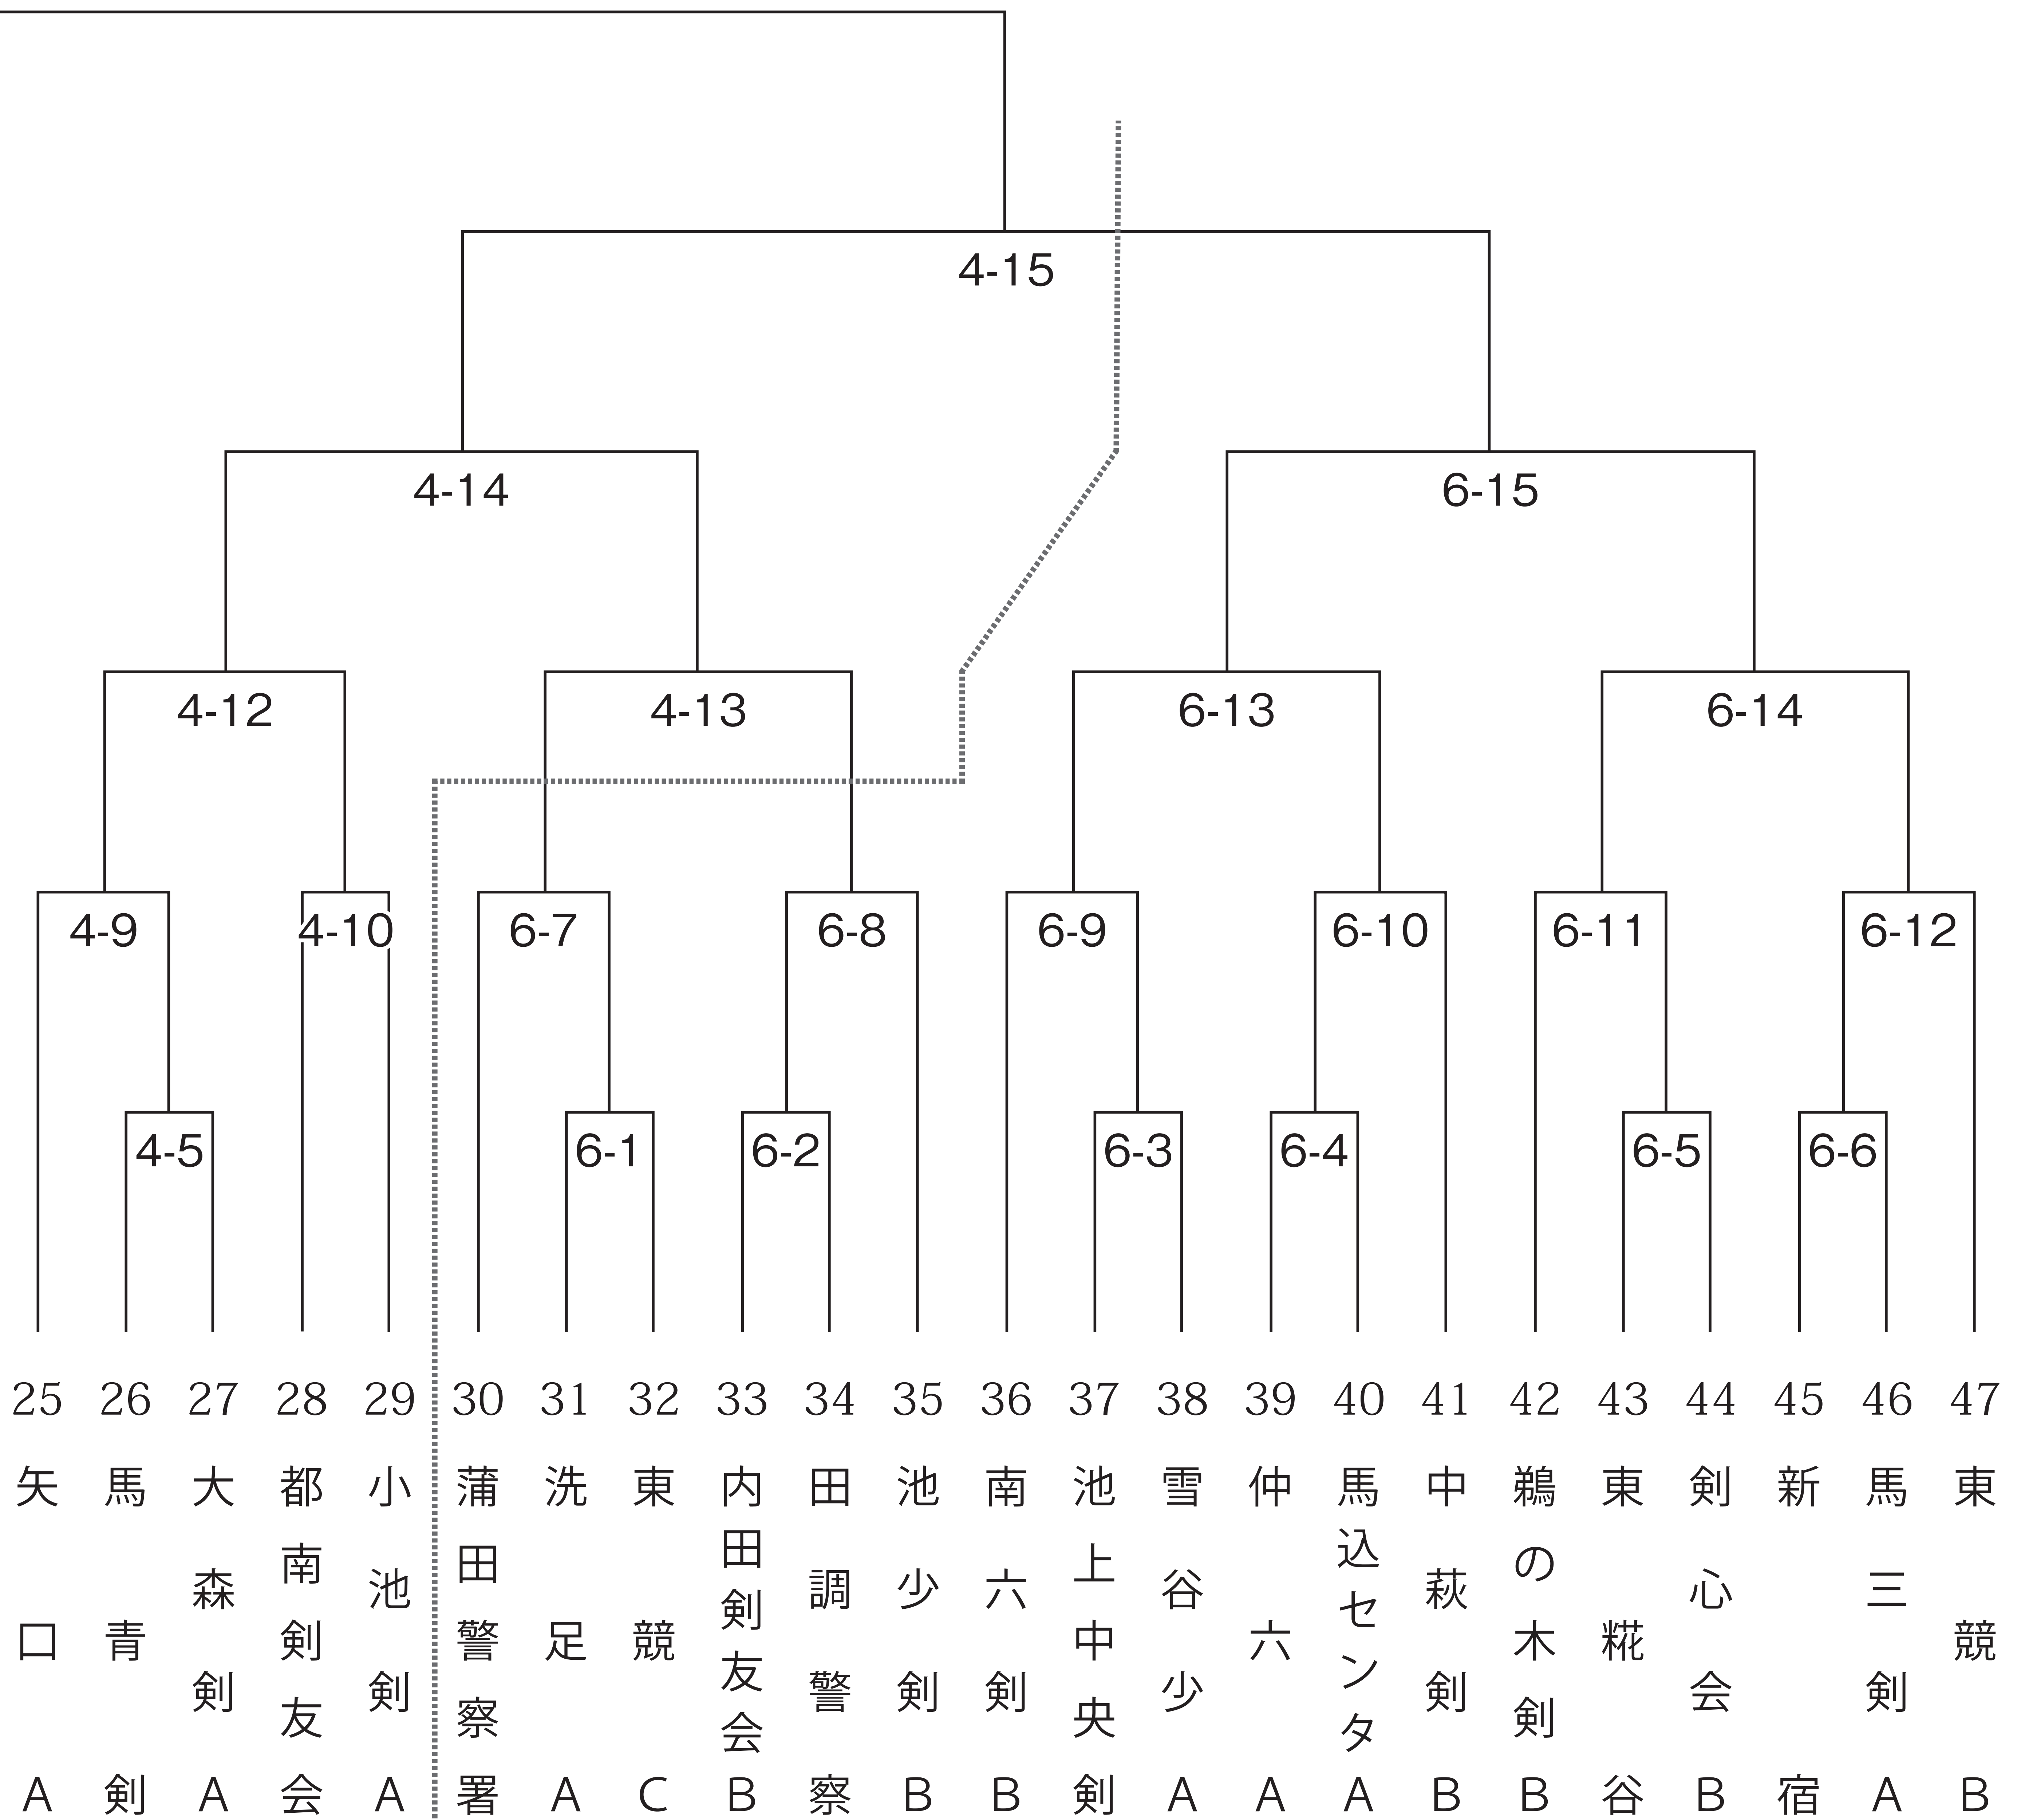 4-15
4-14
6-15
4-12
4-13
6-13
6-14
4-9
4-10
6-7
6-8
6-9
6-10
6-11
6-12
4-5
6-1
6-2
6-3
6-4
6-5
6-6
25 矢口A
26 馬青剣
27 大森剣A
28 都南剣友会
29 小池剣A
30 蒲田警察署
31 洗足A
32 東競C
33 内田剣友会B
34 田調警察
35 池少剣B
36 南六剣B
37 池上中央剣
38 雪谷少A
39 仲六A
40 馬込センタA
41 中萩剣B
42 鵜の木剣B
43 東糀谷
44 剣心会B
45 新宿
46 馬三剣A
47 東競B